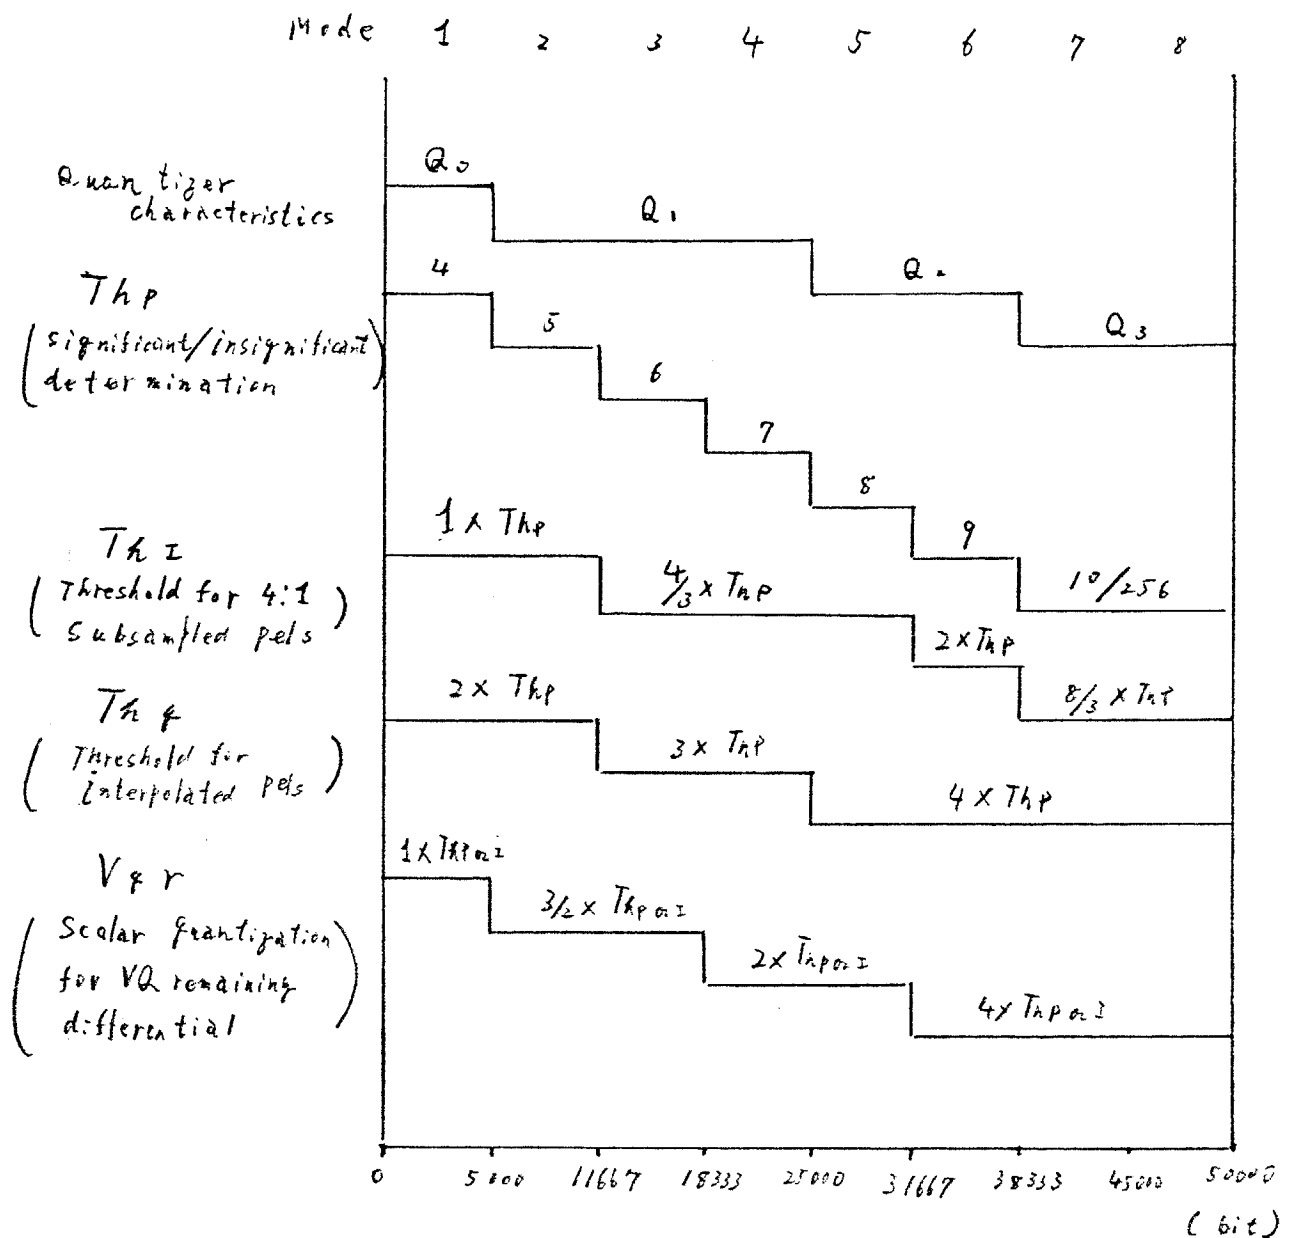 Mode 1 2 3 4 5 6 7 8
Quantizer
characteristics
Q0
Q1
Q2
Q3
ThP
(significant/insignificant
determination)
4
5
6
7
8
9
10/256
ThI
(Threshold for 4:1
Subsampled pels)
1 x ThP
4/3 x ThP
2 x ThP
8/3 x ThP
Thq
(Threshold for
interpolated pels)
2 x ThP
3 x ThP
4 x ThP
Vqr
(Scalar quantization
for VQ remaining
differential)
1 x ThP or I
3/2 x ThP or I
2 x ThP or I
4 x ThP or I
0 5000 11667 18333 25000 31667 38333 45000 50000
(bit)